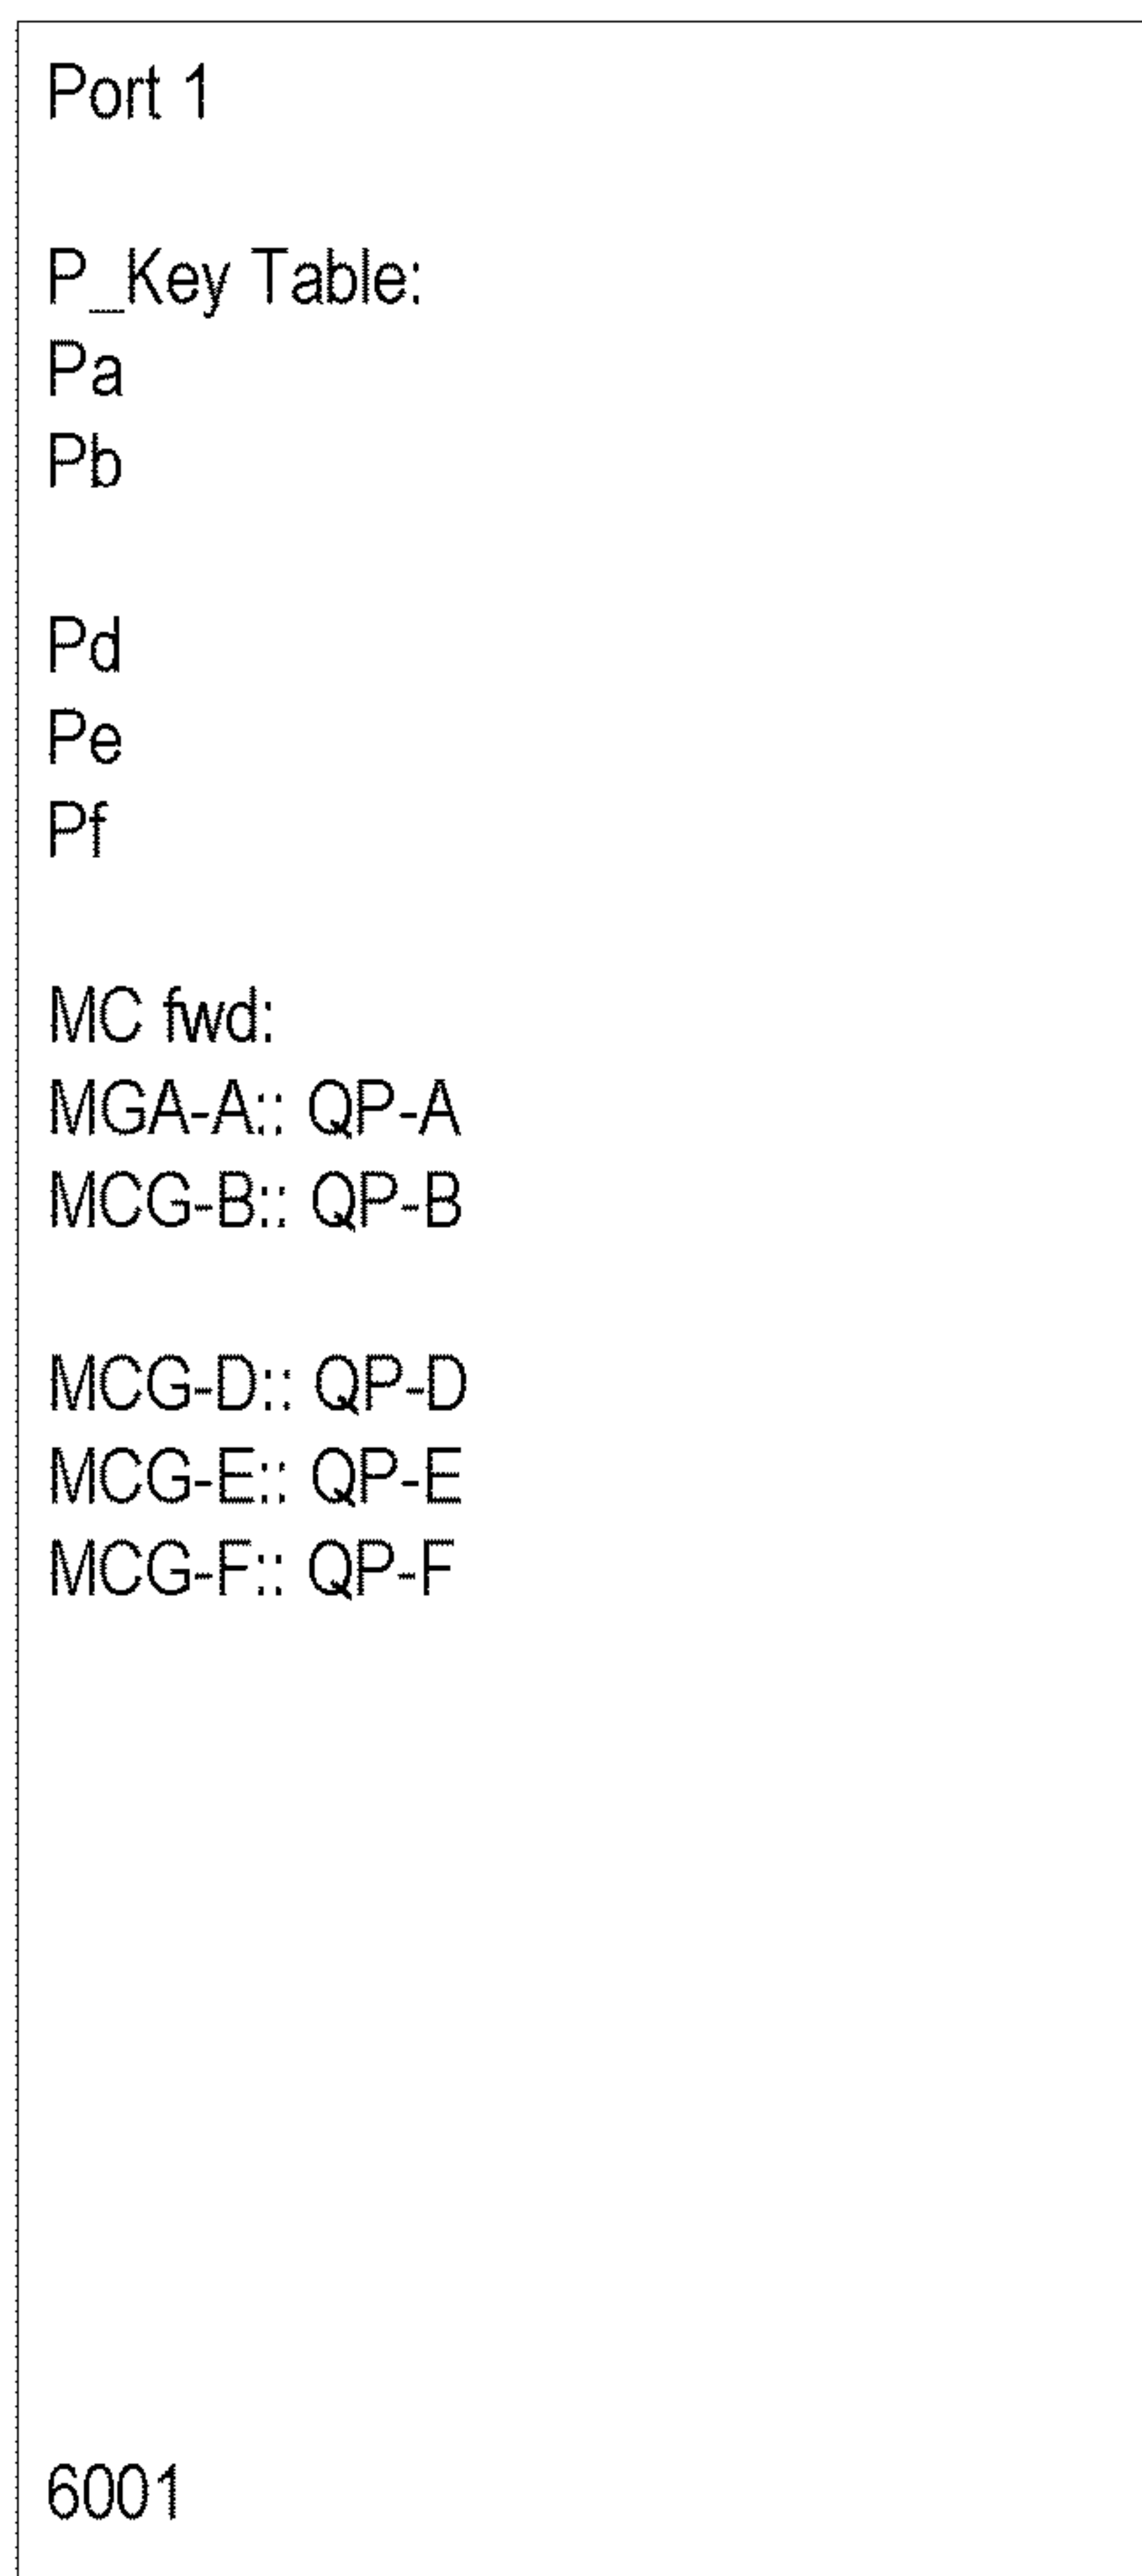 Port 1
P_Key Table:
Pa
Pb
Pd
Pe
Pf
MC fwd:
MGA-A:: QP-A
MCG-B:: QP-B
MCG-D:: QP-D
MCG-E:: QP-E
MCG-F:: QP-F
6001